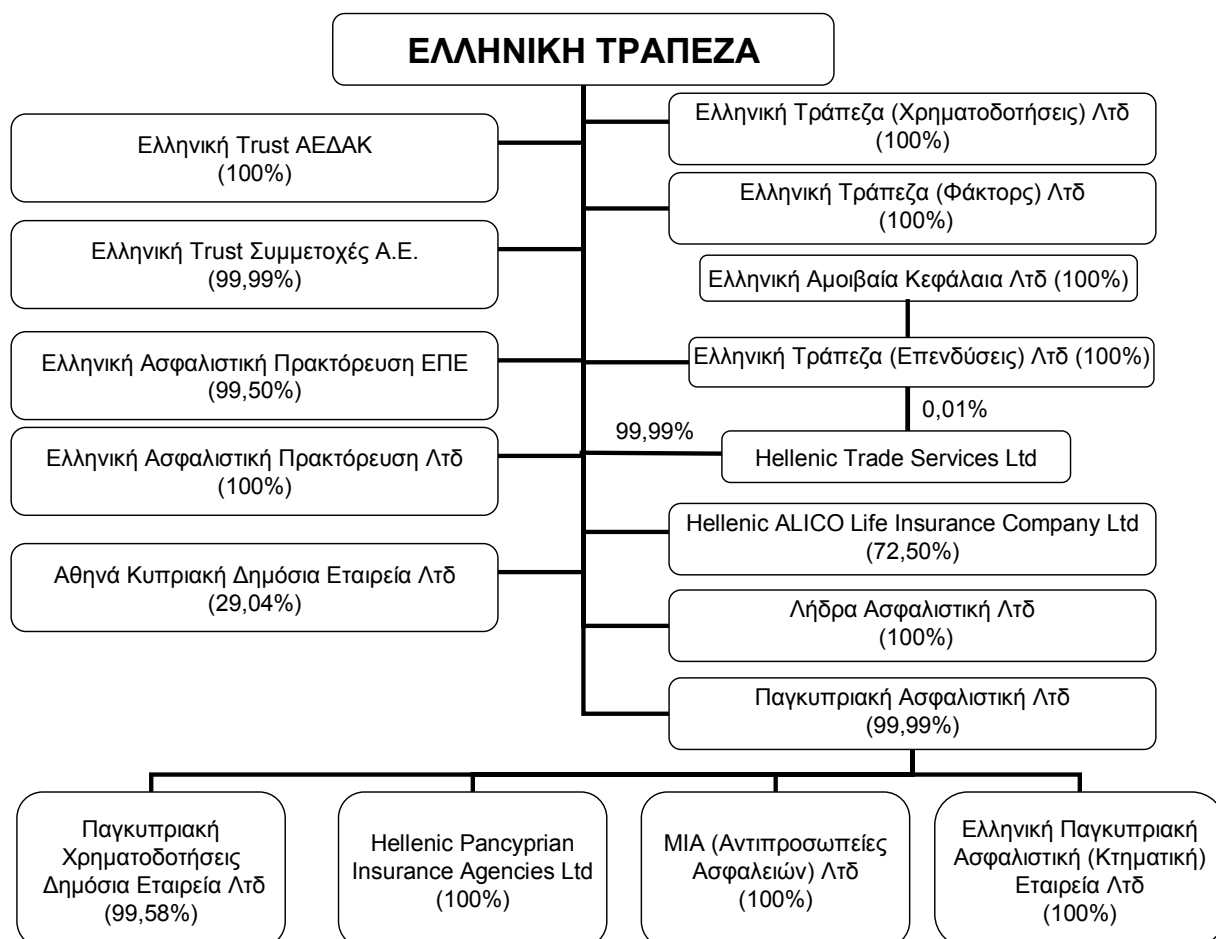 ΕΛΛΗΝΙΚΗ ΤΡΑΠΕΖΑ
Ελληνική Trust ΑΕΔΑΚ
(100%)
Ελληνική Trust Συμμετοχές Α.Ε.
(99,99%)
Ελληνική Ασφαλιστική Πρακτόρευση ΕΠΕ
(99,50%)
Ελληνική Ασφαλιστική Πρακτόρευση Λτδ
(100%)
Αθηνά Κυπριακή Δημόσια Εταιρεία Λτδ
(29,04%)
Ελληνική Τράπεζα (Χρηματοδοτήσεις) Λτδ
(100%)
Ελληνική Τράπεζα (Φάκτορς) Λτδ
(100%)
Ελληνική Αμοιβαία Κεφάλαια Λτδ (100%)
Ελληνική Τράπεζα (Επενδύσεις) Λτδ (100%)
0,01%
99,99%
Hellenic Trade Services Ltd
Hellenic ALICO Life Insurance Company Ltd
(72,50%)
Λήδρα Ασφαλιστική Λτδ
(100%)
Παγκυπριακή Ασφαλιστική Λτδ
(99,99%)
Παγκυπριακή
Χρηματοδοτήσεις
Δημόσια Εταιρεία Λτδ
(99,58%)
Hellenic Pancyprian
Insurance Agencies Ltd
(100%)
ΜΙΑ (Αντιπροσωπείες
Ασφαλειών) Λτδ
(100%)
Ελληνική Παγκυπριακή
Ασφαλιστική (Κτηματική)
Εταιρεία Λτδ
(100%)